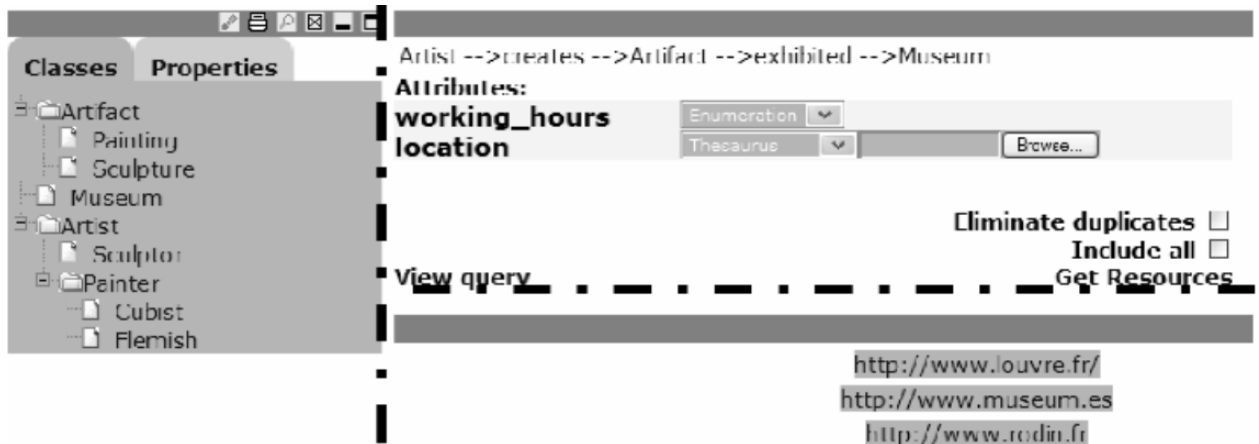 Classes Properties
Artifact
Painting
Sculpture
Museum
Artist
Sculptor
Painter
Cubist
Flemish
Artist -->creates -->Artifact -->exhibited -->Museum
Attributes:
working_hours Enumeration
location Thesaurus Browse...
Eliminate duplicates
Include all
View query Get Resources
http://www.louvre.fr/
http://www.museum.es
http://www.rodin.fr